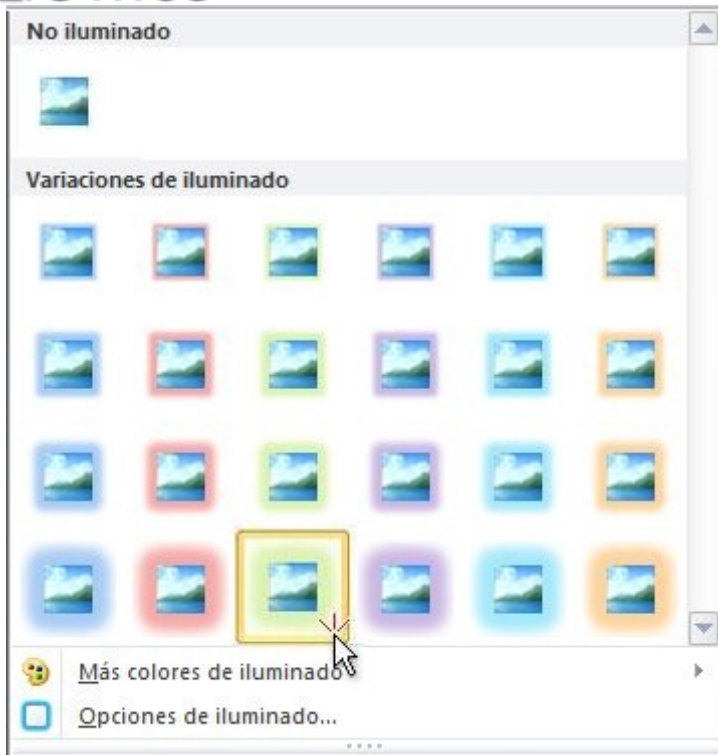 No iluminado
Variaciones de iluminado
Más colores de iluminado
Opciones de iluminado...